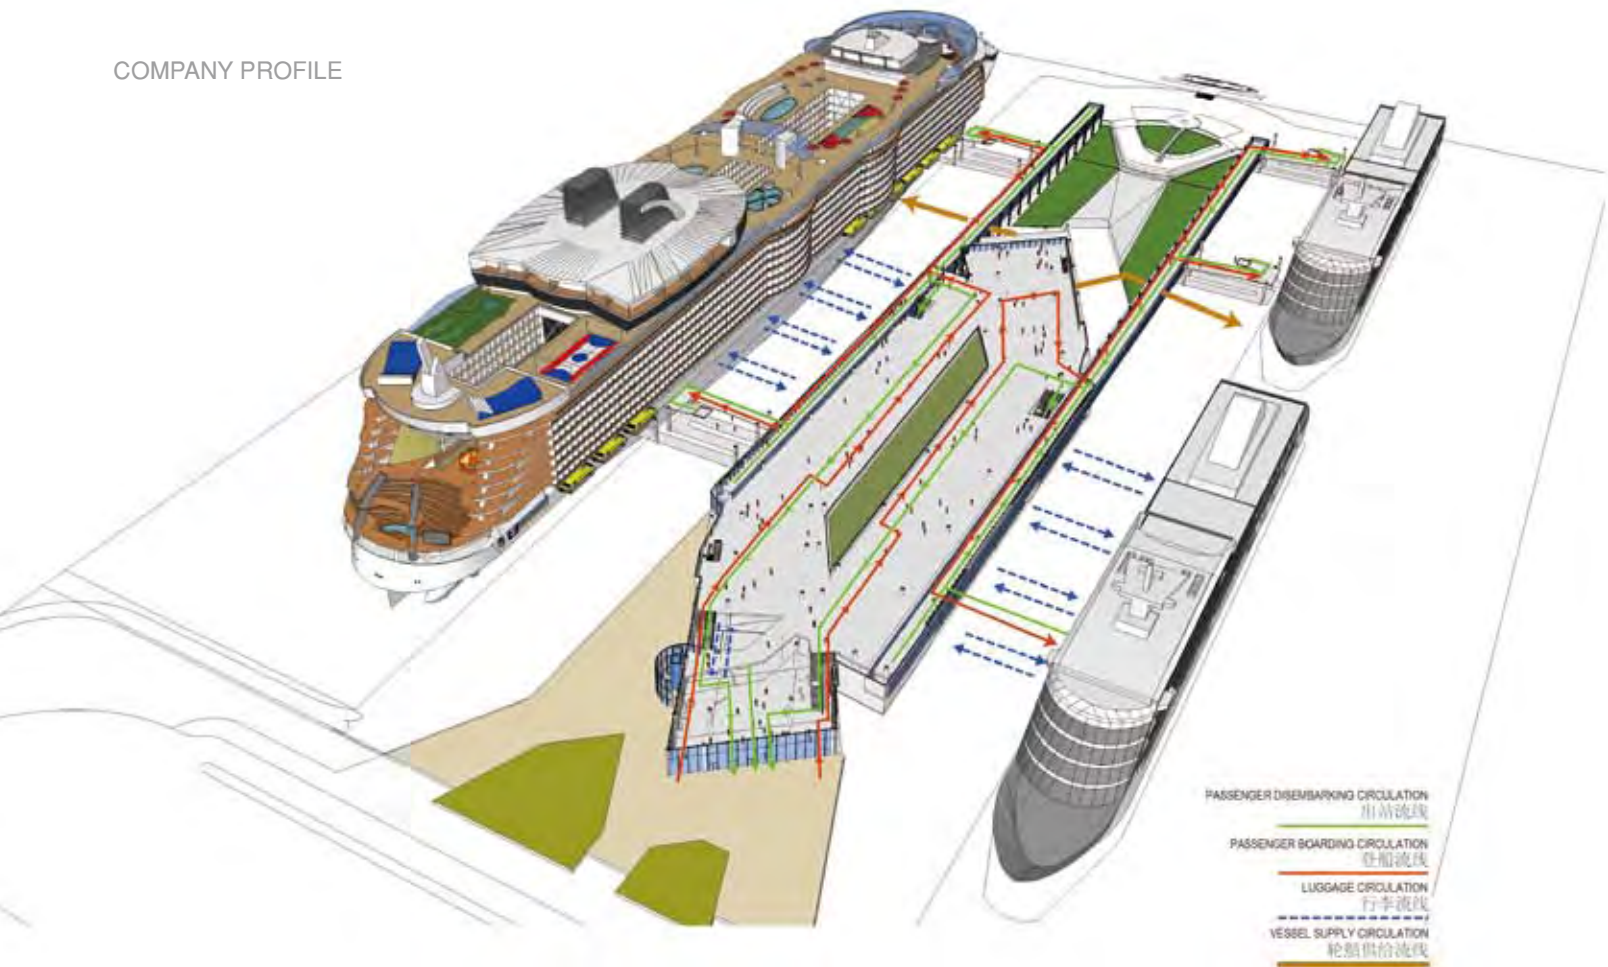 COMPANY PROFILE
PASSENGER DISEMBARKING CIRCULATION
出站流线
PASSENGER BOARDING CIRCULATION
登船流线
LUGGAGE CIRCULATION
行李流线
VESSEL SUPPLY CIRCULATION
轮船供给流线